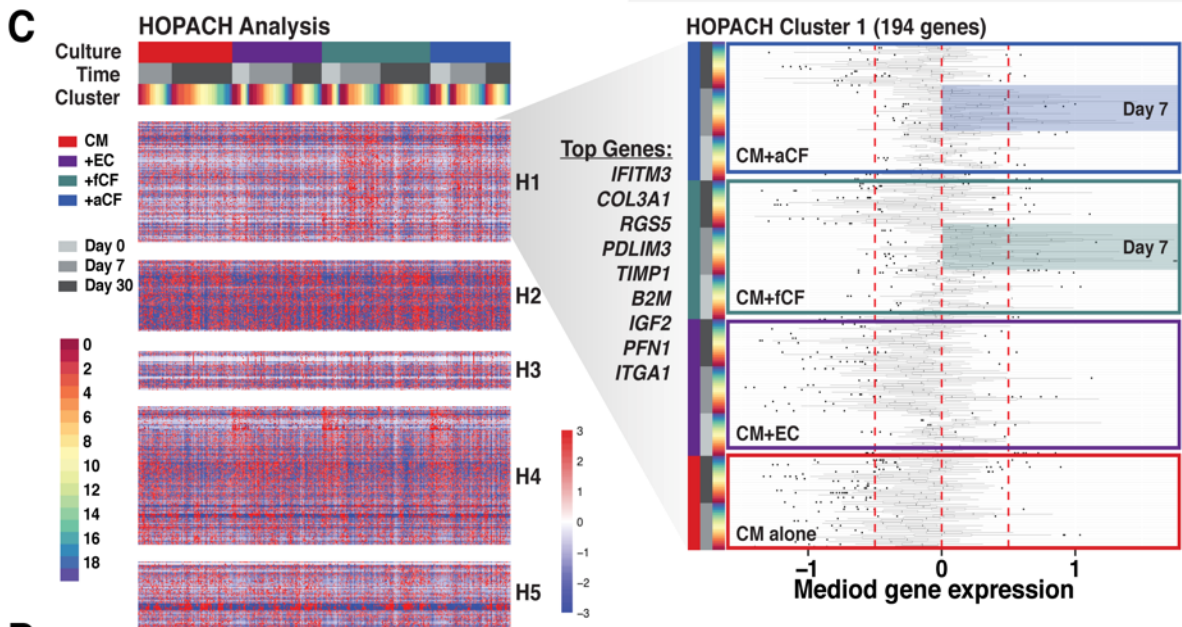 C
HOPACH Analysis
Culture
Time
Cluster
CM
+EC
+fCF
+aCF
Day 0
Day 7
Day 30
0
2
4
6
8
10
12
14
16
18
H1
H2
H3
H4
H5
3
2
1
0
−1
−2
−3
Top Genes:
IFITM3
COL3A1
RGS5
PDLIM3
TIMP1
B2M
IGF2
PFN1
ITGA1
HOPACH Cluster 1 (194 genes)
Day 7
CM+aCF
Day 7
CM+fCF
CM+EC
CM alone
−1 0 1
Mediod gene expression